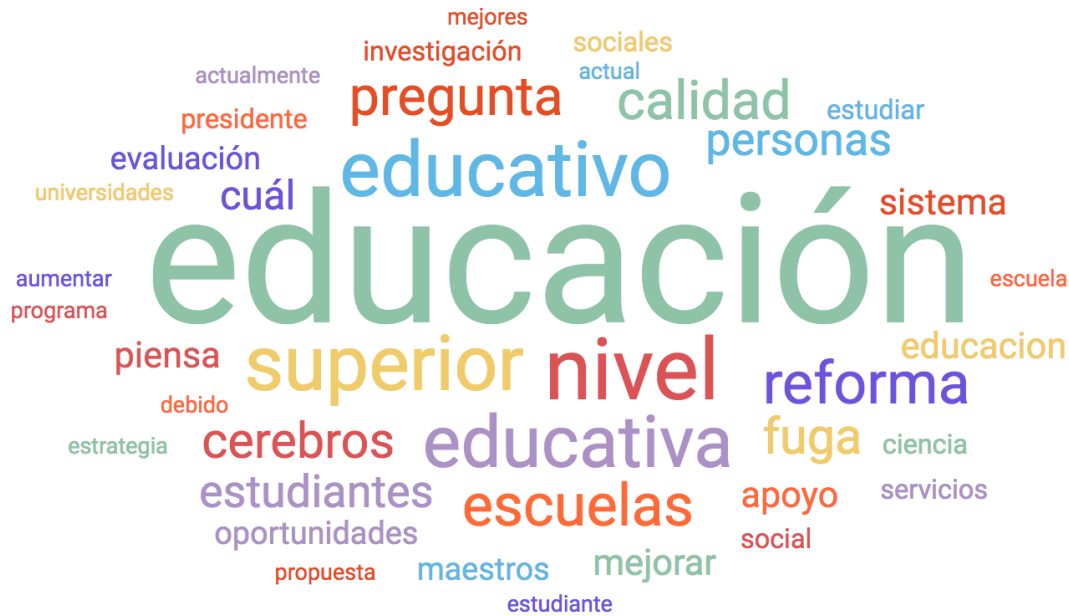 mejores
investigación
sociales
actualmente
actual
pregunta
calidad
estudiar
presidente
personas
evaluación
educativo
universidades
cuál
sistema
educación
aumentar
escuela
programa
piensa
superior
nivel
educacion
reforma
debido
cerebros
educativa
fuga
ciencia
estrategia
estudiantes
escuelas
apoyo
servicios
oportunidades
social
propuesta
maestros
mejorar
estudiante